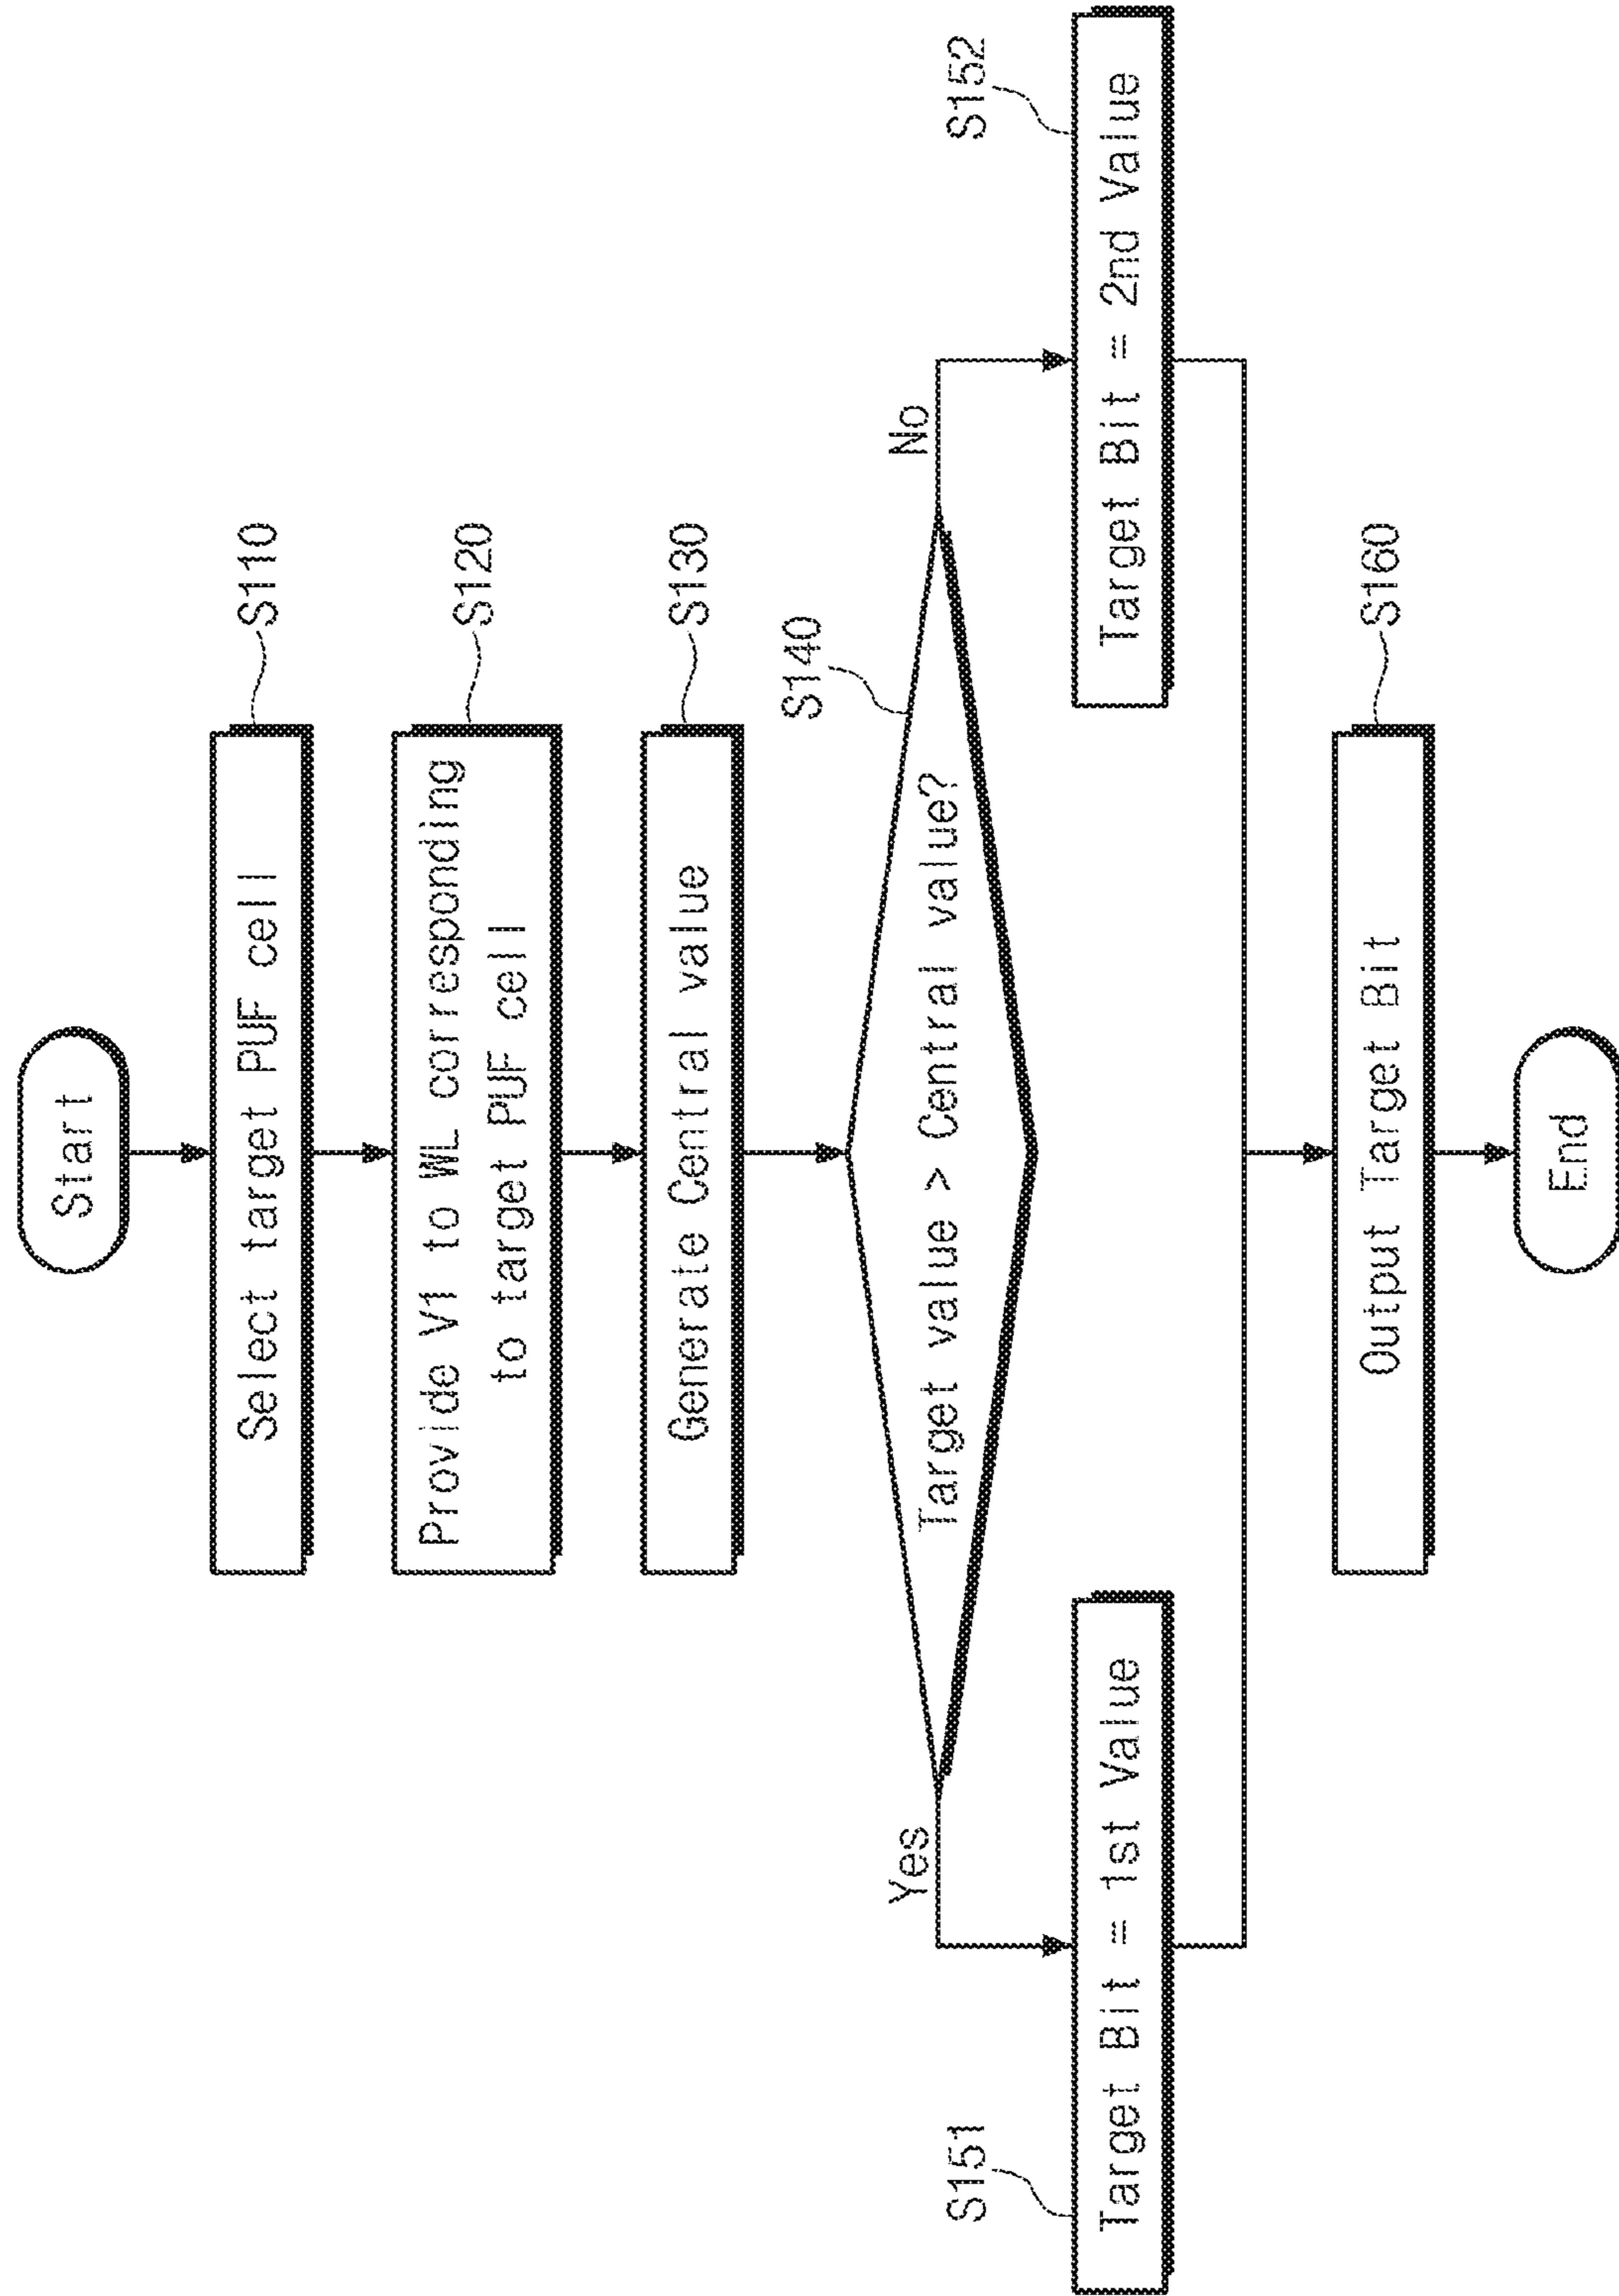 Start
Select target PUF cell
S110
Provide V1 to WL corresponding
to target PUF cell
S120
Generate Central value
S130
Target value > Central value?
S140
Yes
No
S151
Target Bit = 1st Value
S152
Target Bit = 2nd Value
Output Target Bit
S160
End